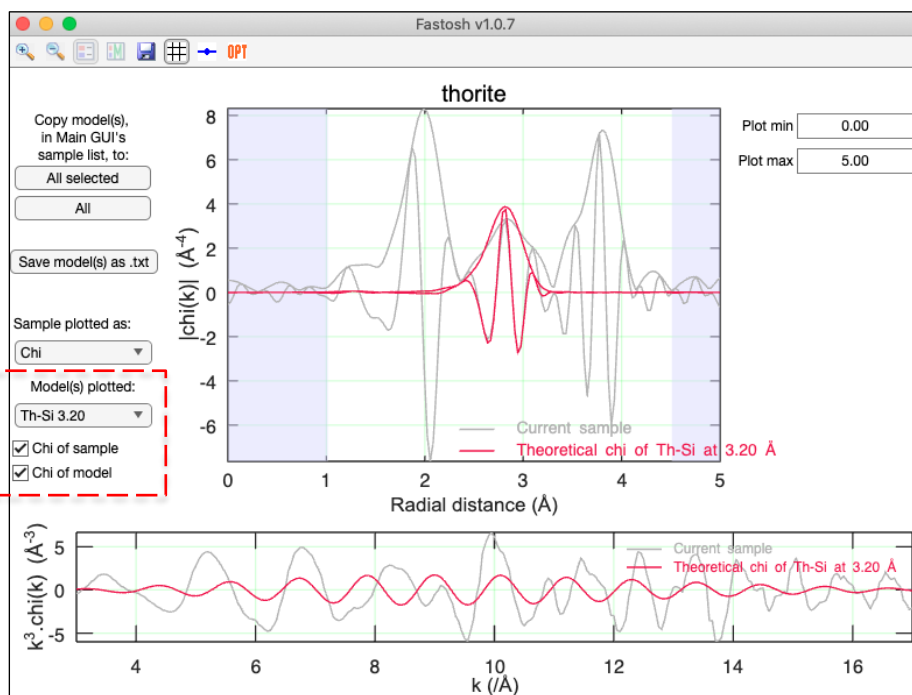 Fastosh v1.0.7
OPT
Copy model(s),
in Main GUI's
sample list, to:
All selected
All
Save model(s) as .txt
Sample plotted as:
Chi
Model(s) plotted:
Th-Si 3.20
Chi of sample
Chi of model
thorite
8
6
4
2
0
-2
-4
-6
|chi(k)| (Å⁻⁴)
Current sample
Theoretical chi of Th-Si at 3.20 Å
0 1 2 3 4 5
Radial distance (Å)
Plot min 0.00
Plot max 5.00
5
0
-5
k³.chi(k) (Å⁻³)
Current sample
Theoretical chi of Th-Si at 3.20 Å
4 6 8 10 12 14 16
k (/Å)